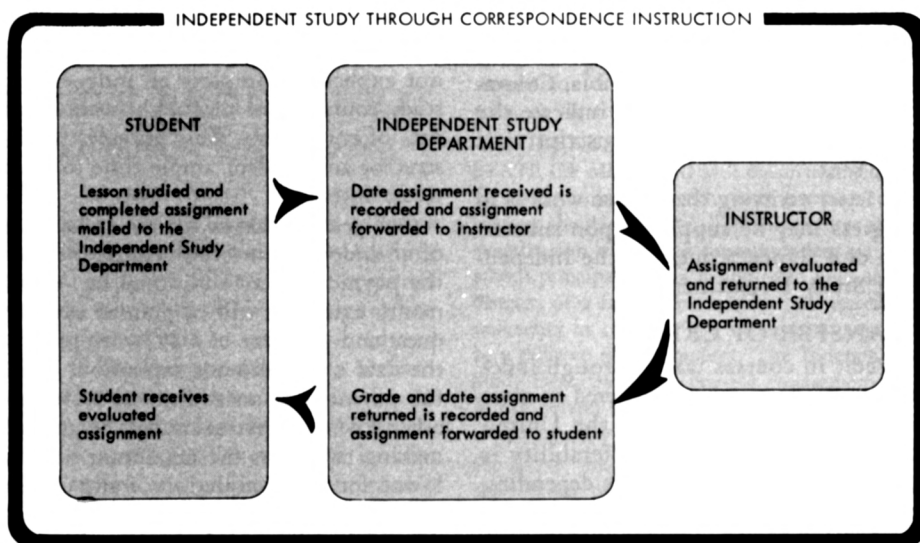 INDEPENDENT STUDY THROUGH CORRESPONDENCE INSTRUCTION
STUDENT
Lesson studied and
completed assignment
mailed to the
Independent Study
Department
Student receives
evaluated
assignment
INDEPENDENT STUDY
DEPARTMENT
Date assignment received is
recorded and assignment
forwarded to instructor
Grade and date assignment
returned is recorded and
assignment forwarded to student
INSTRUCTOR
Assignment evaluated
and returned to the
Independent Study
Department